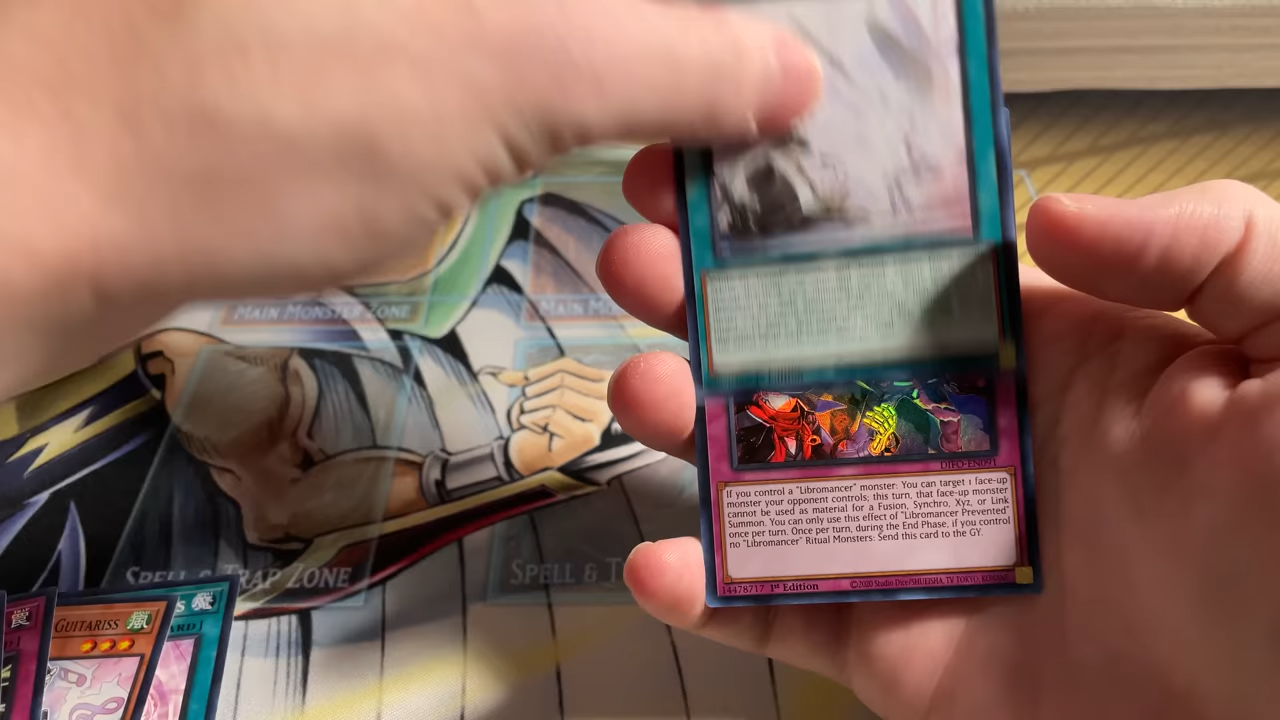 MAIN MONSTER ZONE
MAIN MO
SPELL & TRAP ZONE
SPELL & T
GUITARISS
DIFO-EN091
If you control a "Libromancer" monster: You can target 1 face-up
monster your opponent controls; this turn, that face-up monster
cannot be used as material for a Fusion, Synchro, Xyz, or Link
Summon. You can only use this effect of "Libromancer Prevented"
once per turn. Once per turn, during the End Phase, if you control
no "Libromancer" Ritual Monsters: Send this card to the GY.
14478717 1st Edition ©2020 Studio Dice/SHUEISHA, TV TOKYO, KONAMI